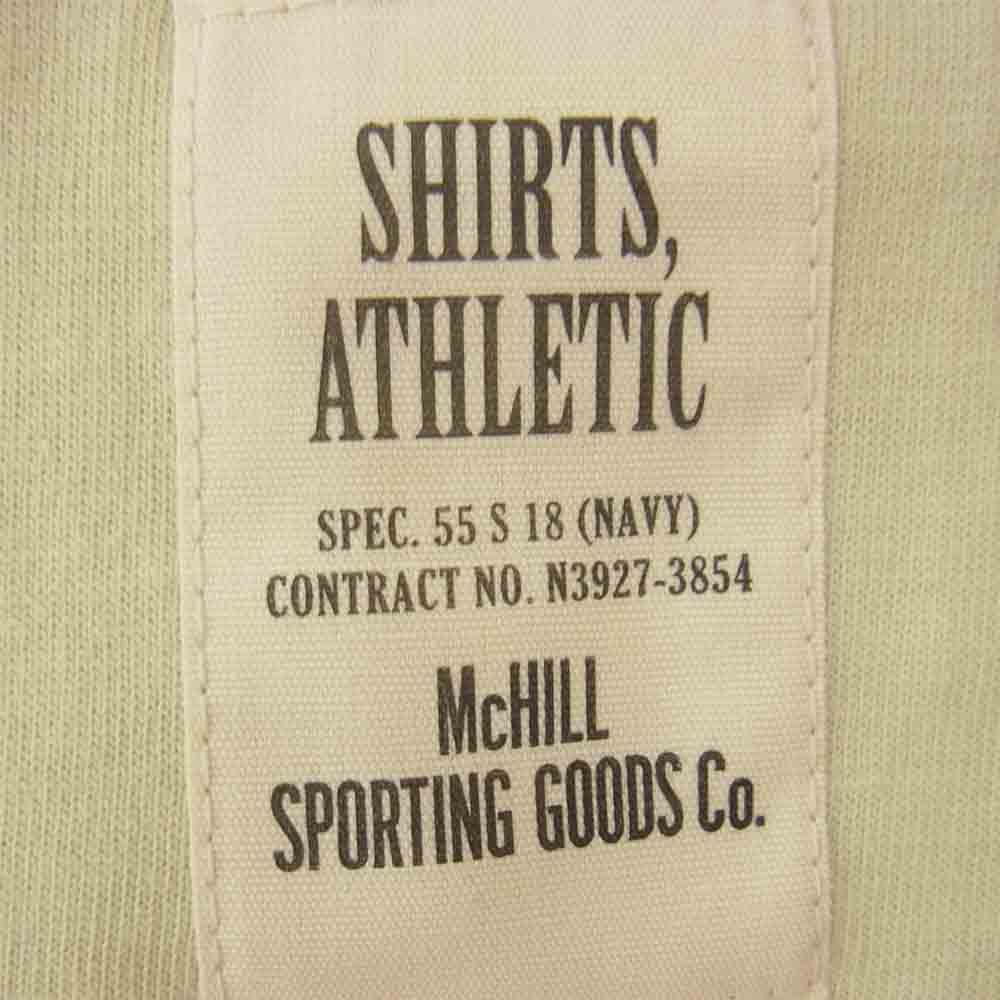 SHIRTS,
ATHLETIC
SPEC. 55 S 18 (NAVY)
CONTRACT NO. N3927-3854
McHILL
SPORTING GOODS Co.